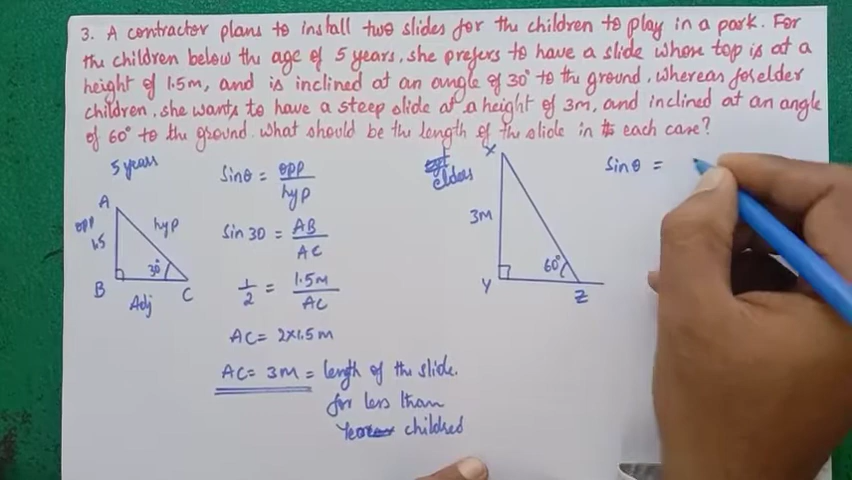 3. A contractor plans to install two slides for the children to play in a park. For
the children below the age of 5 years, she prefers to have a slide whose top is at a
height of 1.5m, and is inclined at an angle of 30° to the ground, whereas for elder
children, she wants to have a steep slide at a height of 3m, and inclined at an angle
of 60° to the ground. What should be the length of the slide in each case?
5 years
A
opp
1.5
hyp
30°
B
Adj
C
Sinθ = opp/hyp
Sin 30 = AB/AC
1/2 = 1.5m/AC
AC = 2×1.5m
AC = 3M = length of the slide.
for less than
children
elders
X
3M
60°
Y
Z
Sinθ =